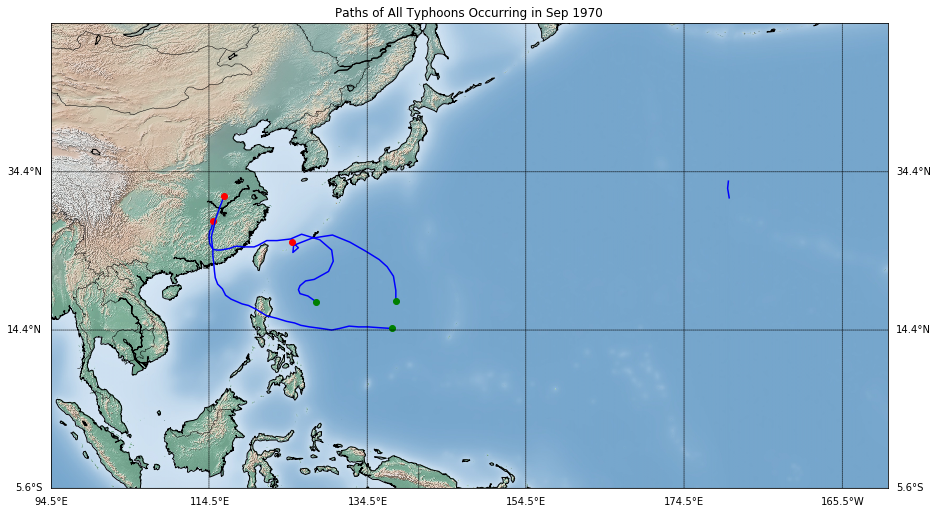 Paths of All Typhoons Occurring in Sep 1970
34.4°N 34.4°N
14.4°N 14.4°N
5.6°S 5.6°S
94.5°E 114.5°E 134.5°E 154.5°E 174.5°E 165.5°W